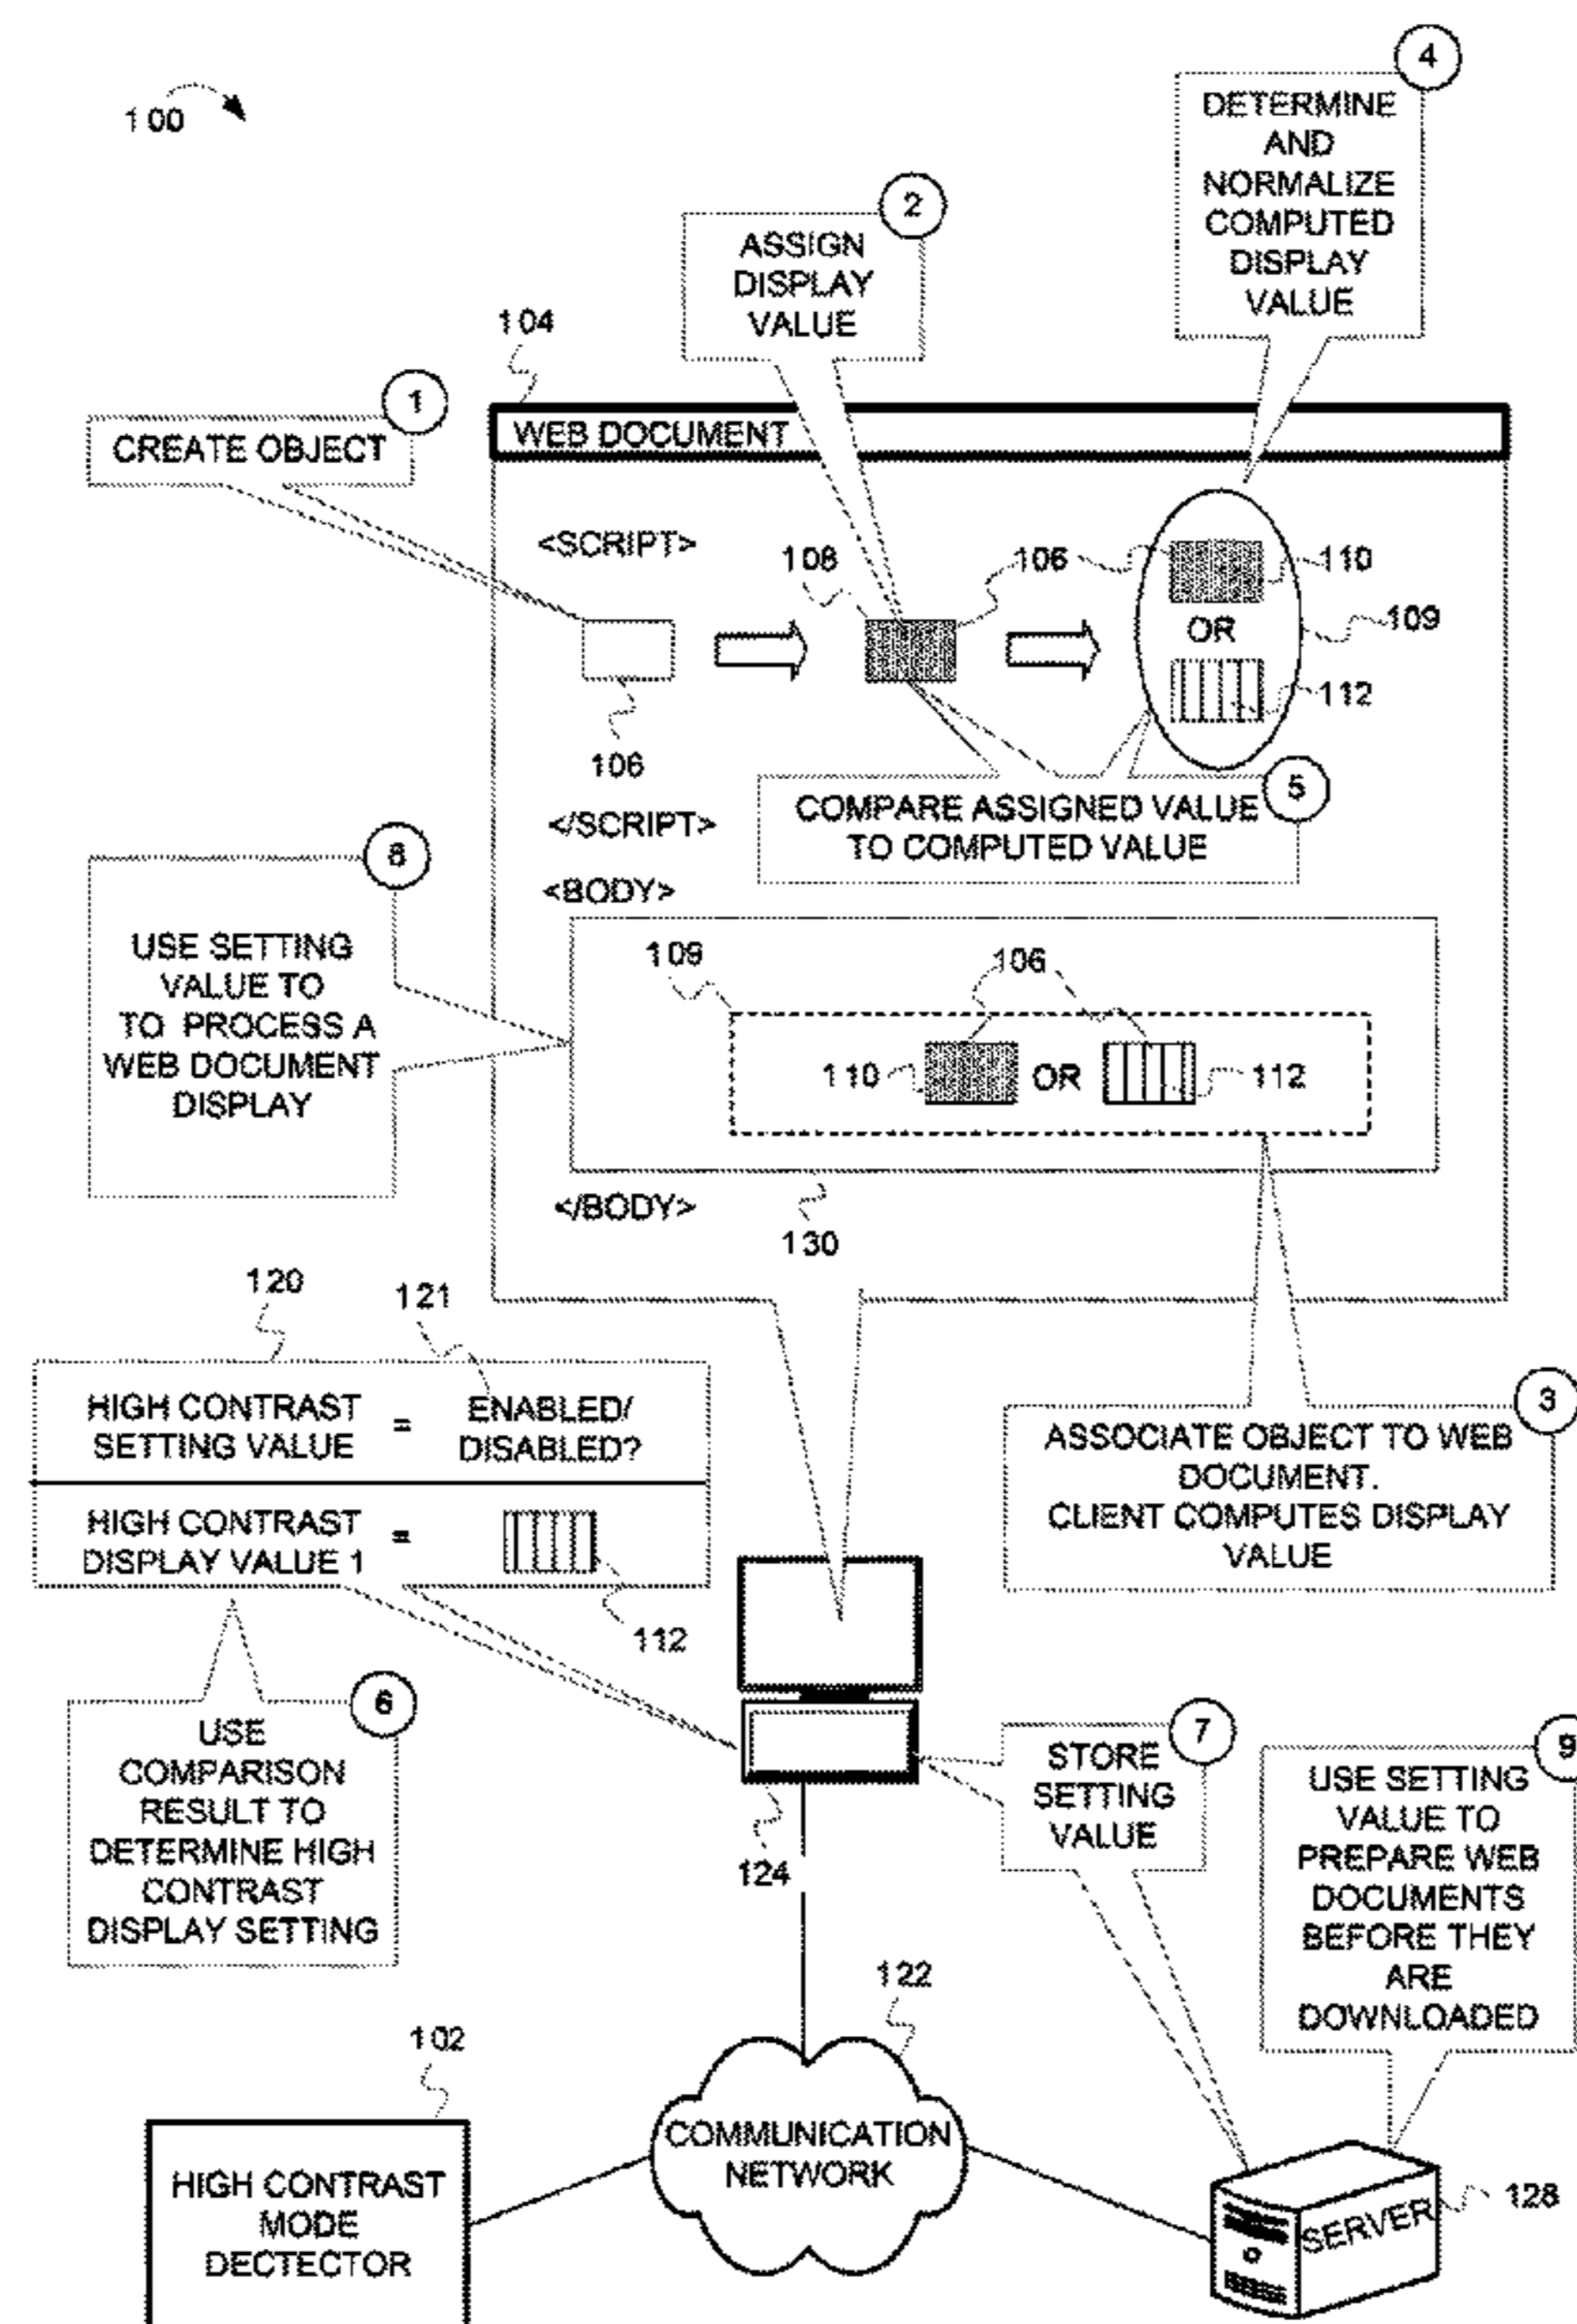 100
4
DETERMINE
AND
NORMALIZE
COMPUTED
DISPLAY
VALUE
2
ASSIGN
DISPLAY
VALUE
104
1
CREATE OBJECT
WEB DOCUMENT
<SCRIPT>
108
106
110
OR
109
112
106
5
COMPARE ASSIGNED VALUE
TO COMPUTED VALUE
</SCRIPT>
8
USE SETTING
VALUE TO
TO PROCESS A
WEB DOCUMENT
DISPLAY
<BODY>
109
106
110
OR
112
</BODY>
130
120
121
HIGH CONTRAST
SETTING VALUE
=
ENABLED/
DISABLED?
HIGH CONTRAST
DISPLAY VALUE 1
=
112
3
ASSOCIATE OBJECT TO WEB
DOCUMENT.
CLIENT COMPUTES DISPLAY
VALUE
6
USE
COMPARISON
RESULT TO
DETERMINE HIGH
CONTRAST
DISPLAY SETTING
124
7
STORE
SETTING
VALUE
9
USE SETTING
VALUE TO
PREPARE WEB
DOCUMENTS
BEFORE THEY
ARE
DOWNLOADED
122
COMMUNICATION
NETWORK
102
HIGH CONTRAST
MODE
DECTECTOR
SERVER
128